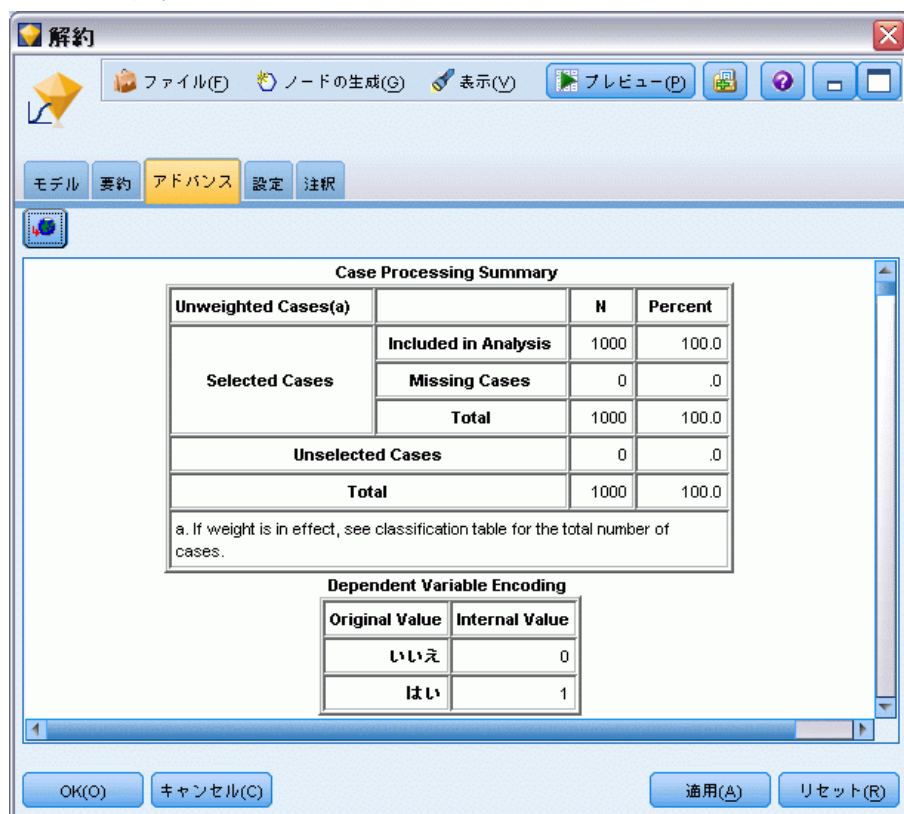 解約
ファイル(F) ノードの生成(G) 表示(V) プレビュー(P)
モデル 要約 アドバンス 設定 注釈
Case Processing Summary
Unweighted Cases(a) N Percent
Selected Cases Included in Analysis 1000 100.0
Missing Cases 0 .0
Total 1000 100.0
Unselected Cases 0 .0
Total 1000 100.0
a. If weight is in effect, see classification table for the total number of
cases.
Dependent Variable Encoding
Original Value Internal Value
いいえ 0
はい 1
OK(O) キャンセル(C) 適用(A) リセット(R)